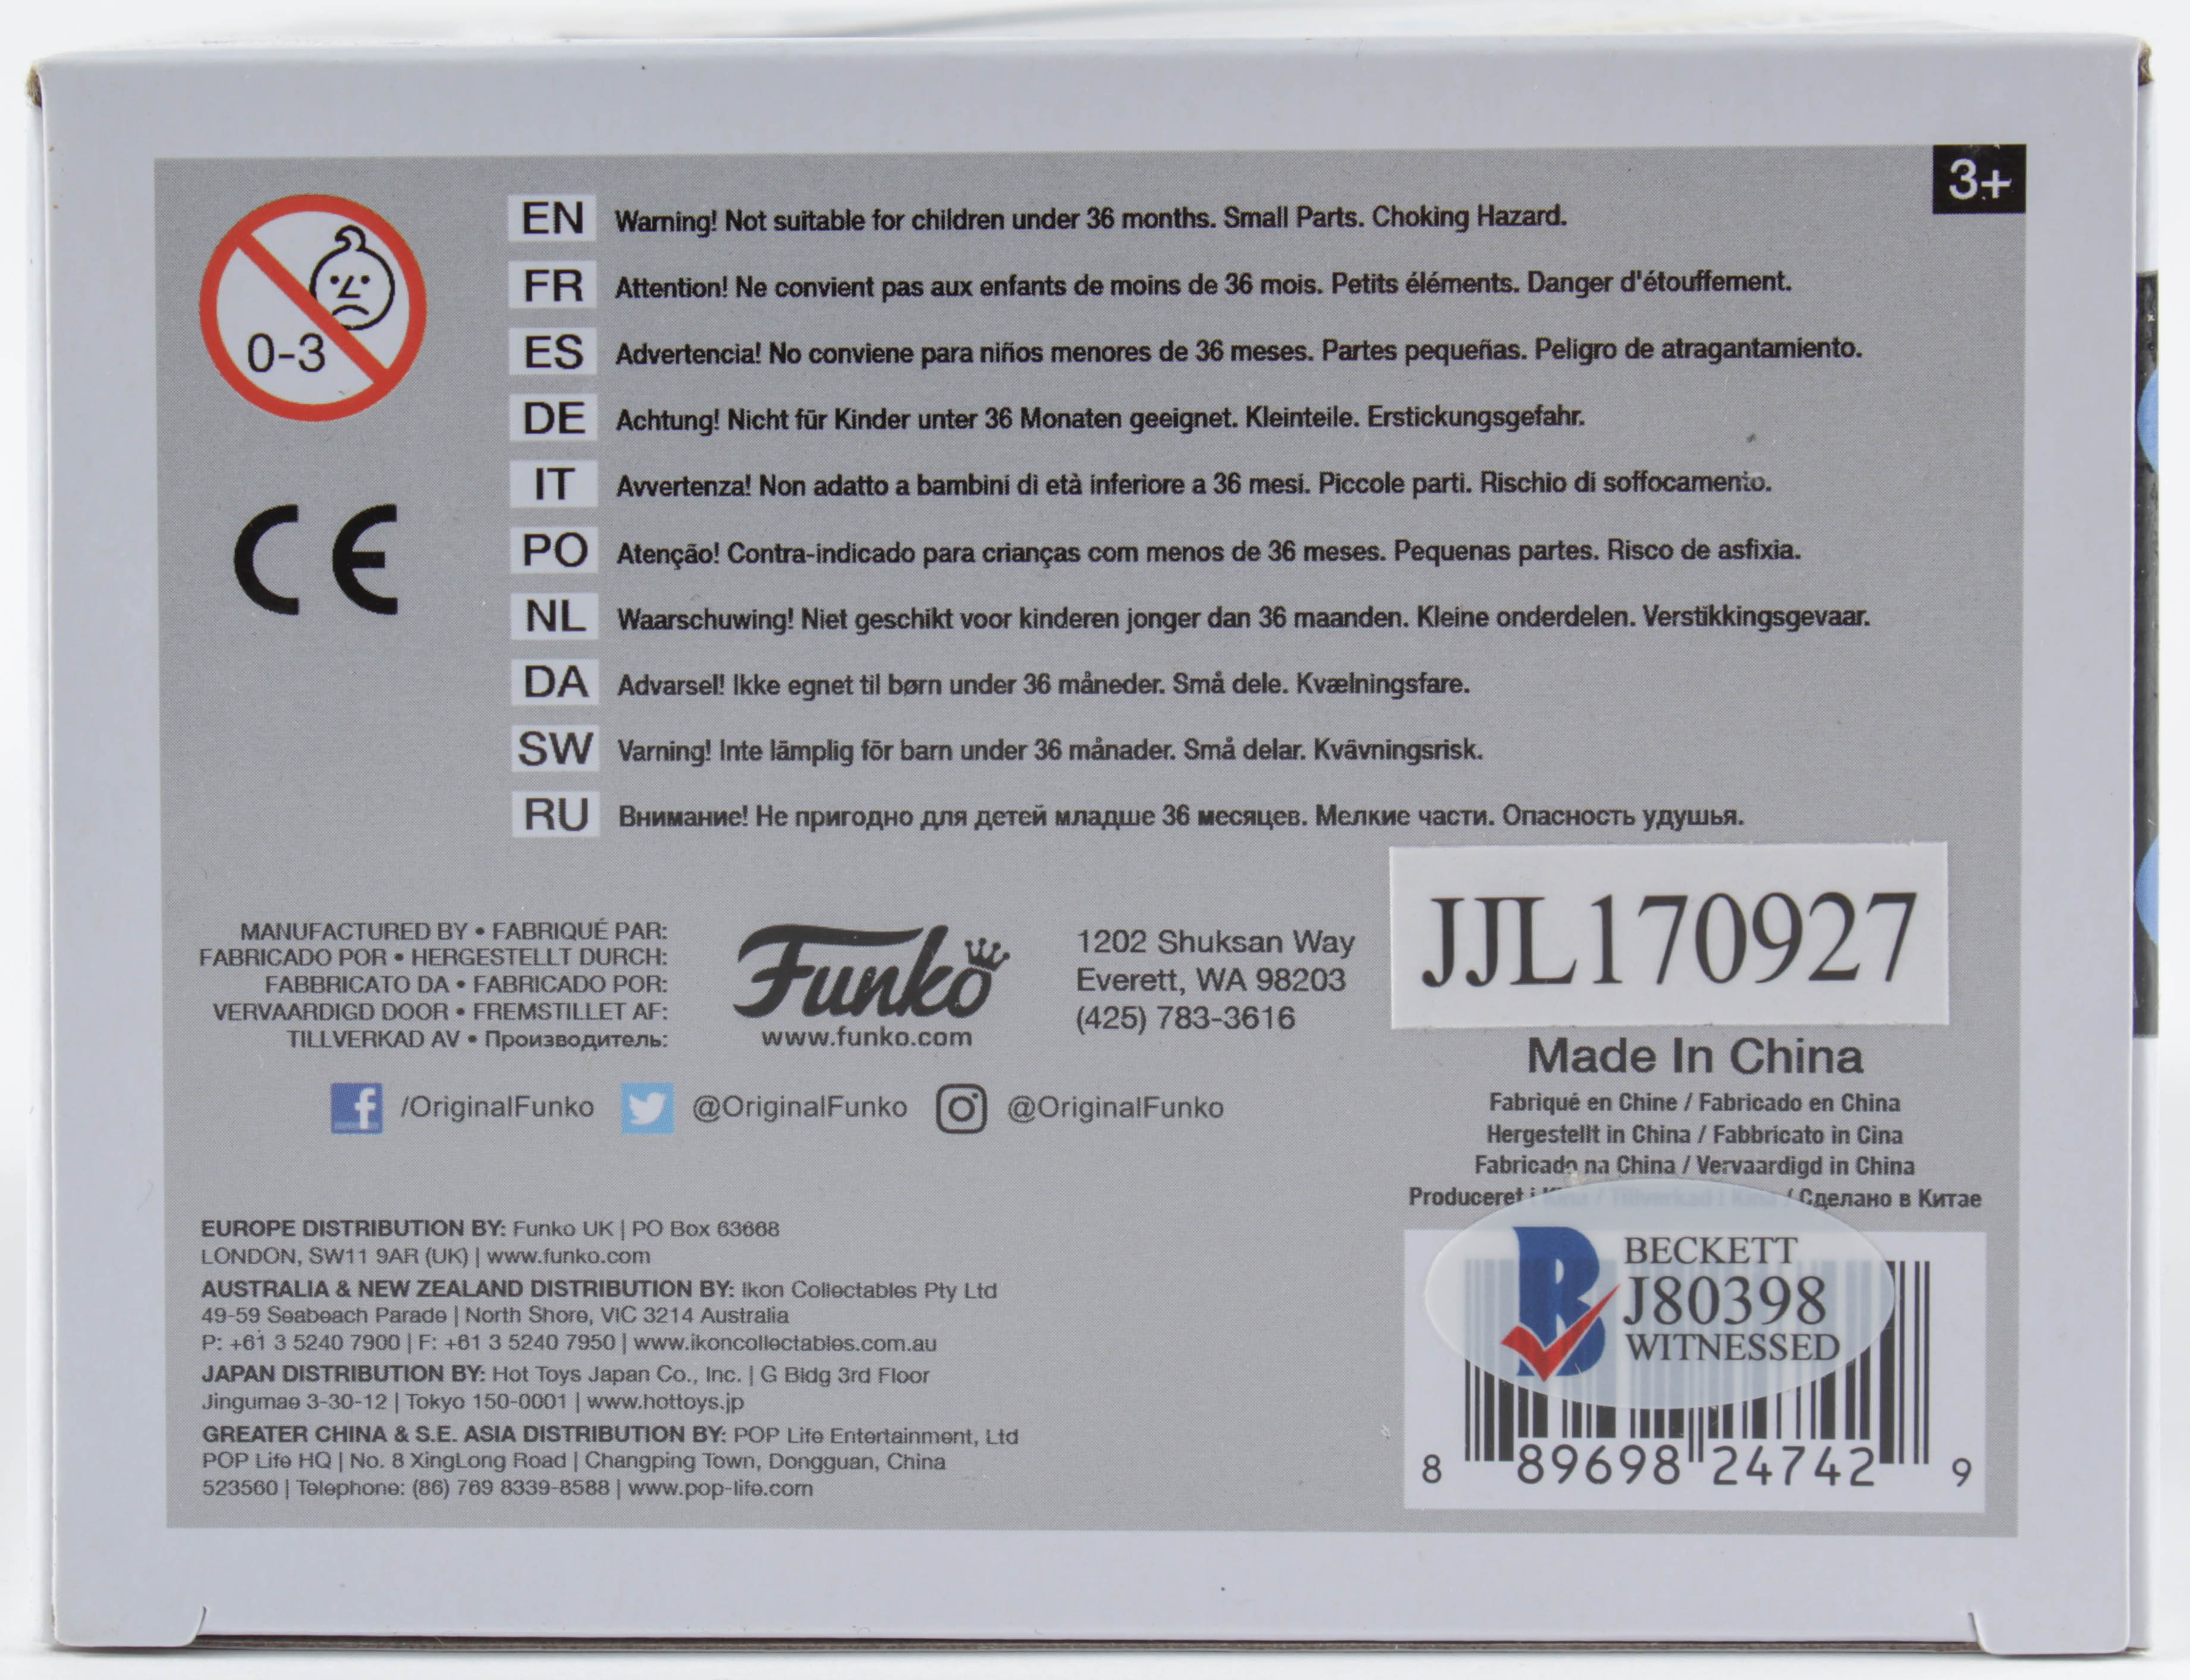 3+
0-3
EN Warning! Not suitable for children under 36 months. Small Parts. Choking Hazard.
FR Attention! Ne convient pas aux enfants de moins de 36 mois. Petits éléments. Danger d'étouffement.
ES Advertencia! No conviene para niños menores de 36 meses. Partes pequeñas. Peligro de atragantamiento.
DE Achtung! Nicht für Kinder unter 36 Monaten geeignet. Kleinteile. Erstickungsgefahr.
IT Avvertenza! Non adatto a bambini di età inferiore a 36 mesi. Piccole parti. Rischio di soffocamento.
PO Atenção! Contra-indicado para crianças com menos de 36 meses. Pequenas partes. Risco de asfixia.
NL Waarschuwing! Niet geschikt voor kinderen jonger dan 36 maanden. Kleine onderdelen. Verstikkingsgevaar.
DA Advarsel! Ikke egnet til børn under 36 måneder. Små dele. Kvælningsfare.
SW Varning! Inte lämplig för barn under 36 månader. Små delar. Kvävningsrisk.
RU Внимание! Не пригодно для детей младше 36 месяцев. Мелкие части. Опасность удушья.
CE
MANUFACTURED BY • FABRIQUÉ PAR:
FABRICADO POR • HERGESTELLT DURCH:
FABBRICATO DA • FABRICADO POR:
VERVAARDIGD DOOR • FREMSTILLET AF:
TILLVERKAD AV • Производитель:
Funko
www.funko.com
1202 Shuksan Way
Everett, WA 98203
(425) 783-3616
JJL170927
/OriginalFunko @OriginalFunko @OriginalFunko
Made In China
Fabriqué en Chine / Fabricado en China
Hergestellt in China / Fabbricato in Cina
Fabricado na China / Vervaardigd in China
Produceret i Kina / Tillverkad i Kina / Сделано в Китае
EUROPE DISTRIBUTION BY: Funko UK | PO Box 63668
LONDON, SW11 9AR (UK) | www.funko.com
AUSTRALIA & NEW ZEALAND DISTRIBUTION BY: Ikon Collectables Pty Ltd
49-59 Seabeach Parade | North Shore, VIC 3214 Australia
P: +61 3 5240 7900 | F: +61 3 5240 7950 | www.ikoncollectables.com.au
JAPAN DISTRIBUTION BY: Hot Toys Japan Co., Inc. | G Bldg 3rd Floor
Jingumae 3-30-12 | Tokyo 150-0001 | www.hottoys.jp
GREATER CHINA & S.E. ASIA DISTRIBUTION BY: POP Life Entertainment, Ltd
POP Life HQ | No. 8 XingLong Road | Changping Town, Dongguan, China
523560 | Telephone: (86) 769 8339-8588 | www.pop-life.com
BECKETT
J80398
WITNESSED
8 89698 24742 9